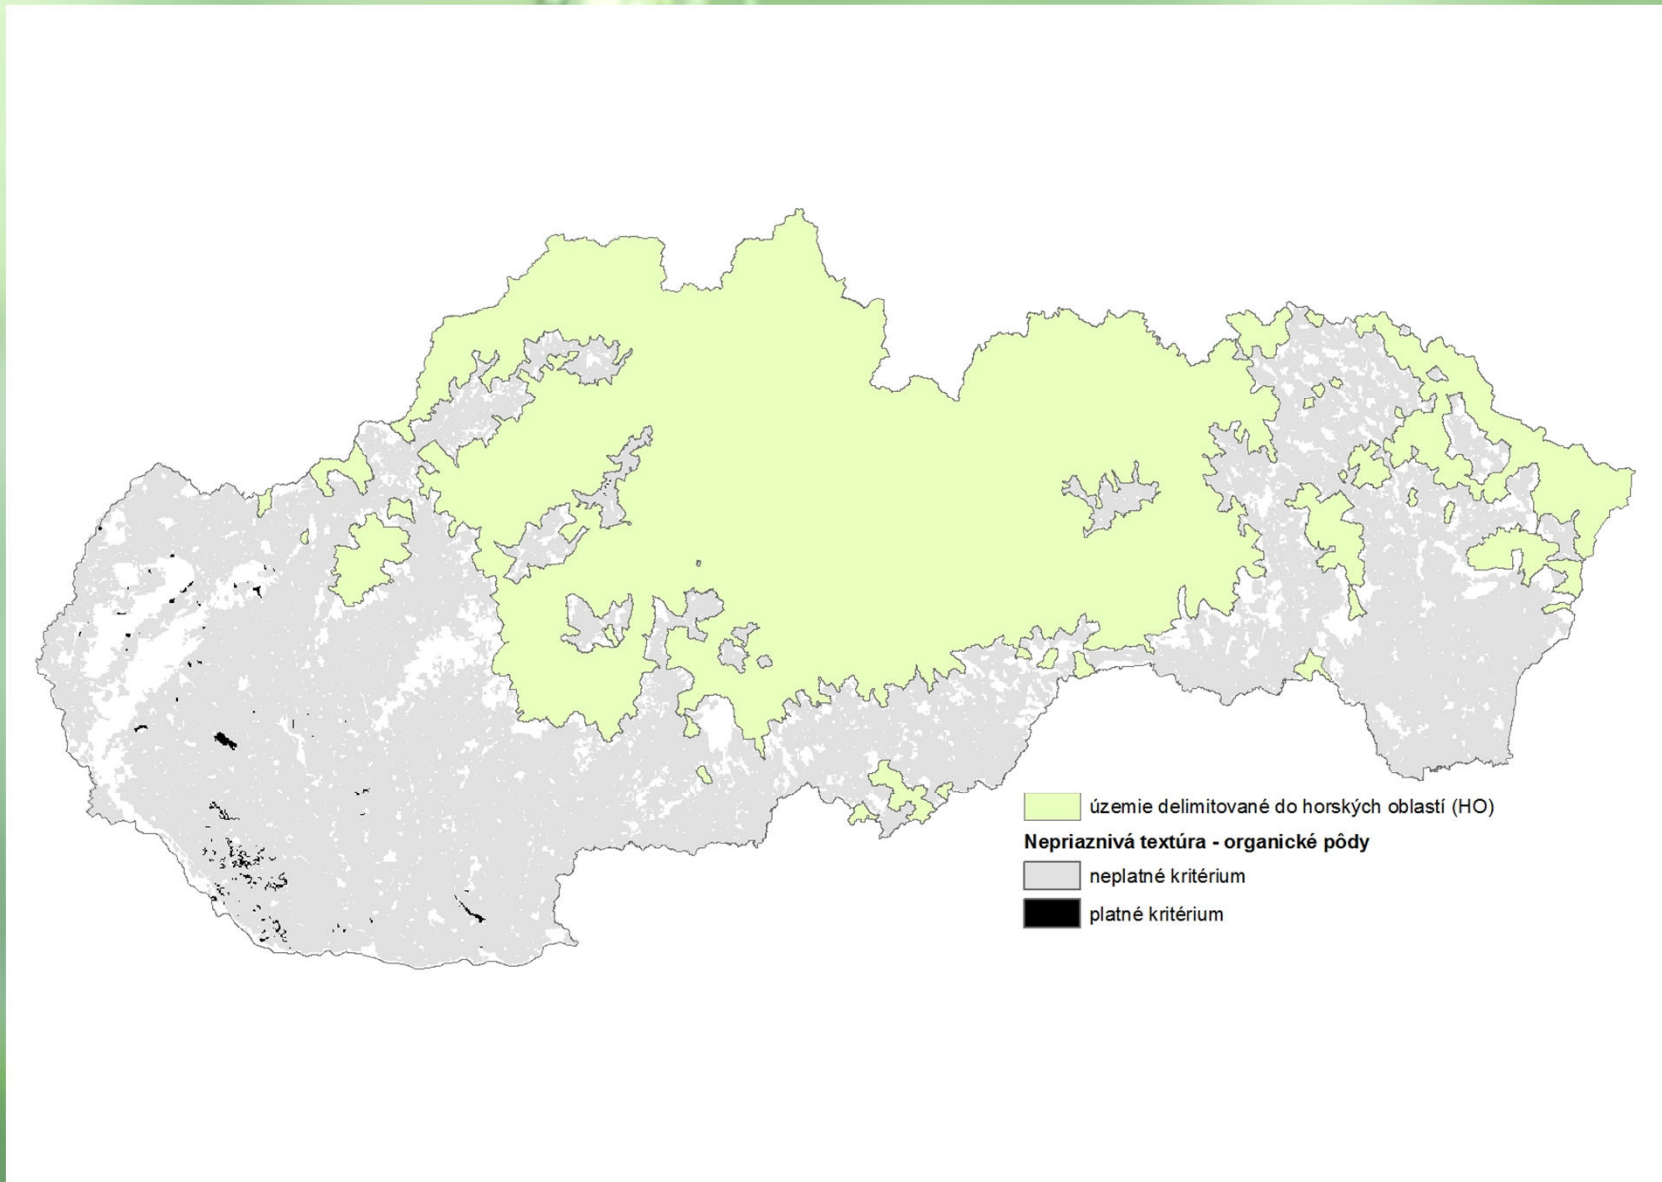 územie delimitované do horských oblastí (HO)
Nepriaznivá textúra - organické pôdy
neplatné kritérium
platné kritérium